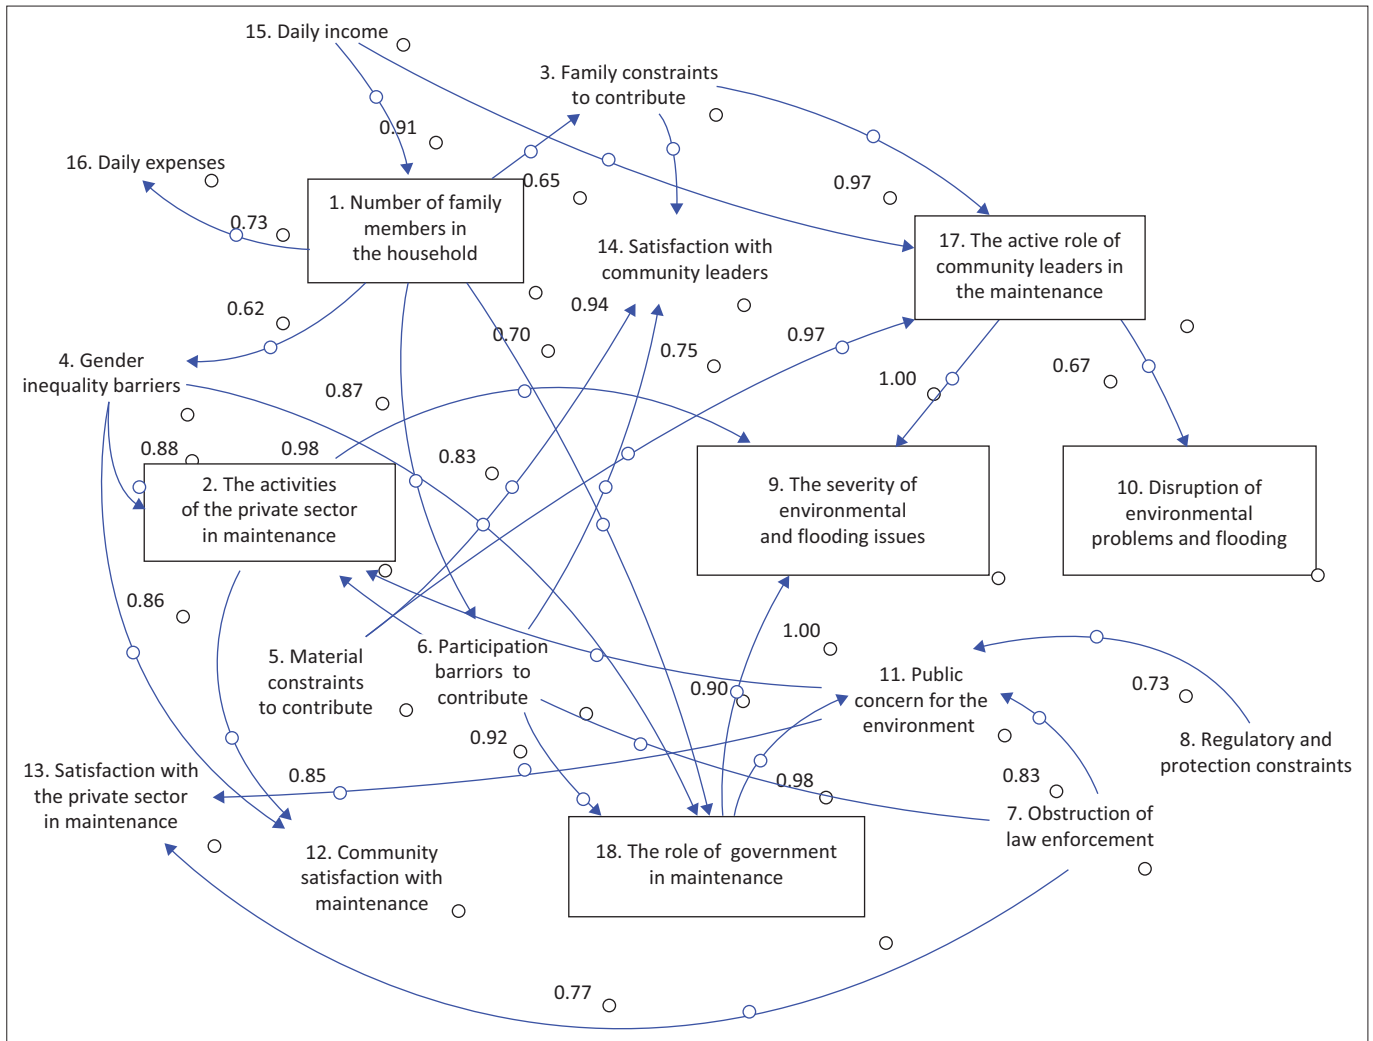 15. Daily income
3. Family constraints
to contribute
0.91
16. Daily expenses
0.65
0.97
1. Number of family
members in
the household
0.73
14. Satisfaction with
community leaders
17. The active role of
community leaders in
the maintenance
0.62
0.94
0.70
0.75
0.97
4. Gender
inequality barriers
0.87
1.00
0.67
0.88
0.98
0.83
2. The activities
of the private sector
in maintenance
9. The severity of
environmental
and flooding issues
10. Disruption of
environmental
problems and flooding
0.86
5. Material
constraints
to contribute
6. Participation
barriers to
contribute
1.00
0.90
11. Public
concern for the
environment
0.73
8. Regulatory and
protection constraints
0.92
13. Satisfaction with
the private sector
in maintenance
0.85
0.98
0.83
7. Obstruction of
law enforcement
12. Community
satisfaction with
maintenance
18. The role of government
in maintenance
0.77